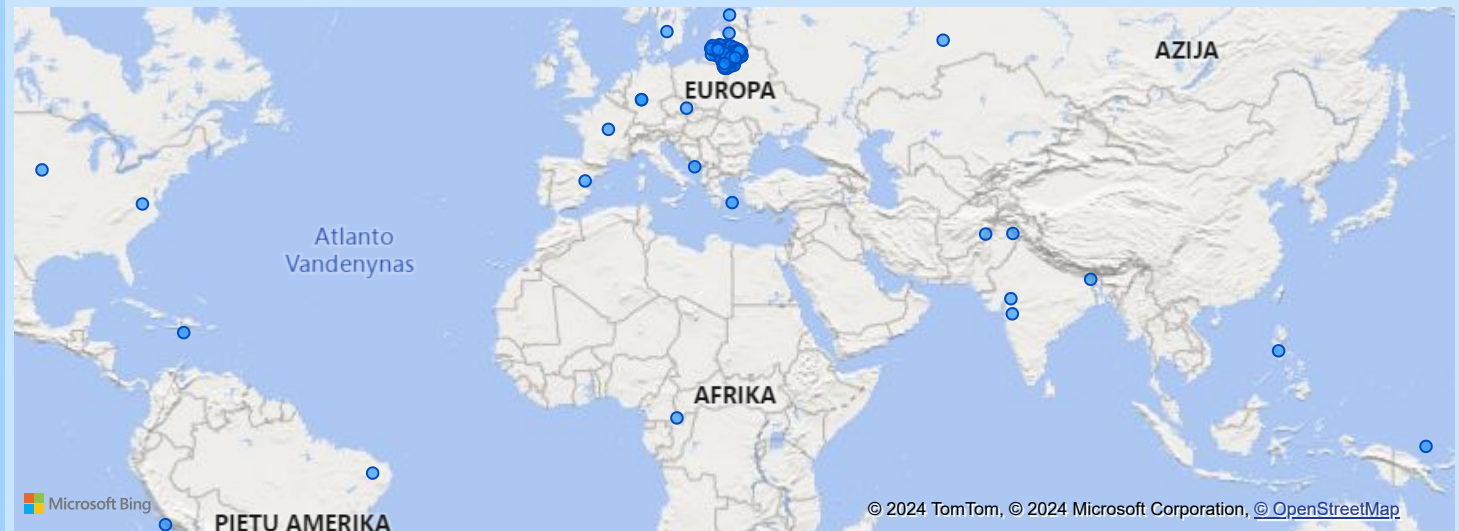 AZIJA
EUROPA
Atlanto
Vandenynas
AFRIKA
Microsoft Bing
© 2024 TomTom, © 2024 Microsoft Corporation, © OpenStreetMap
PIETŲ AMERIKA